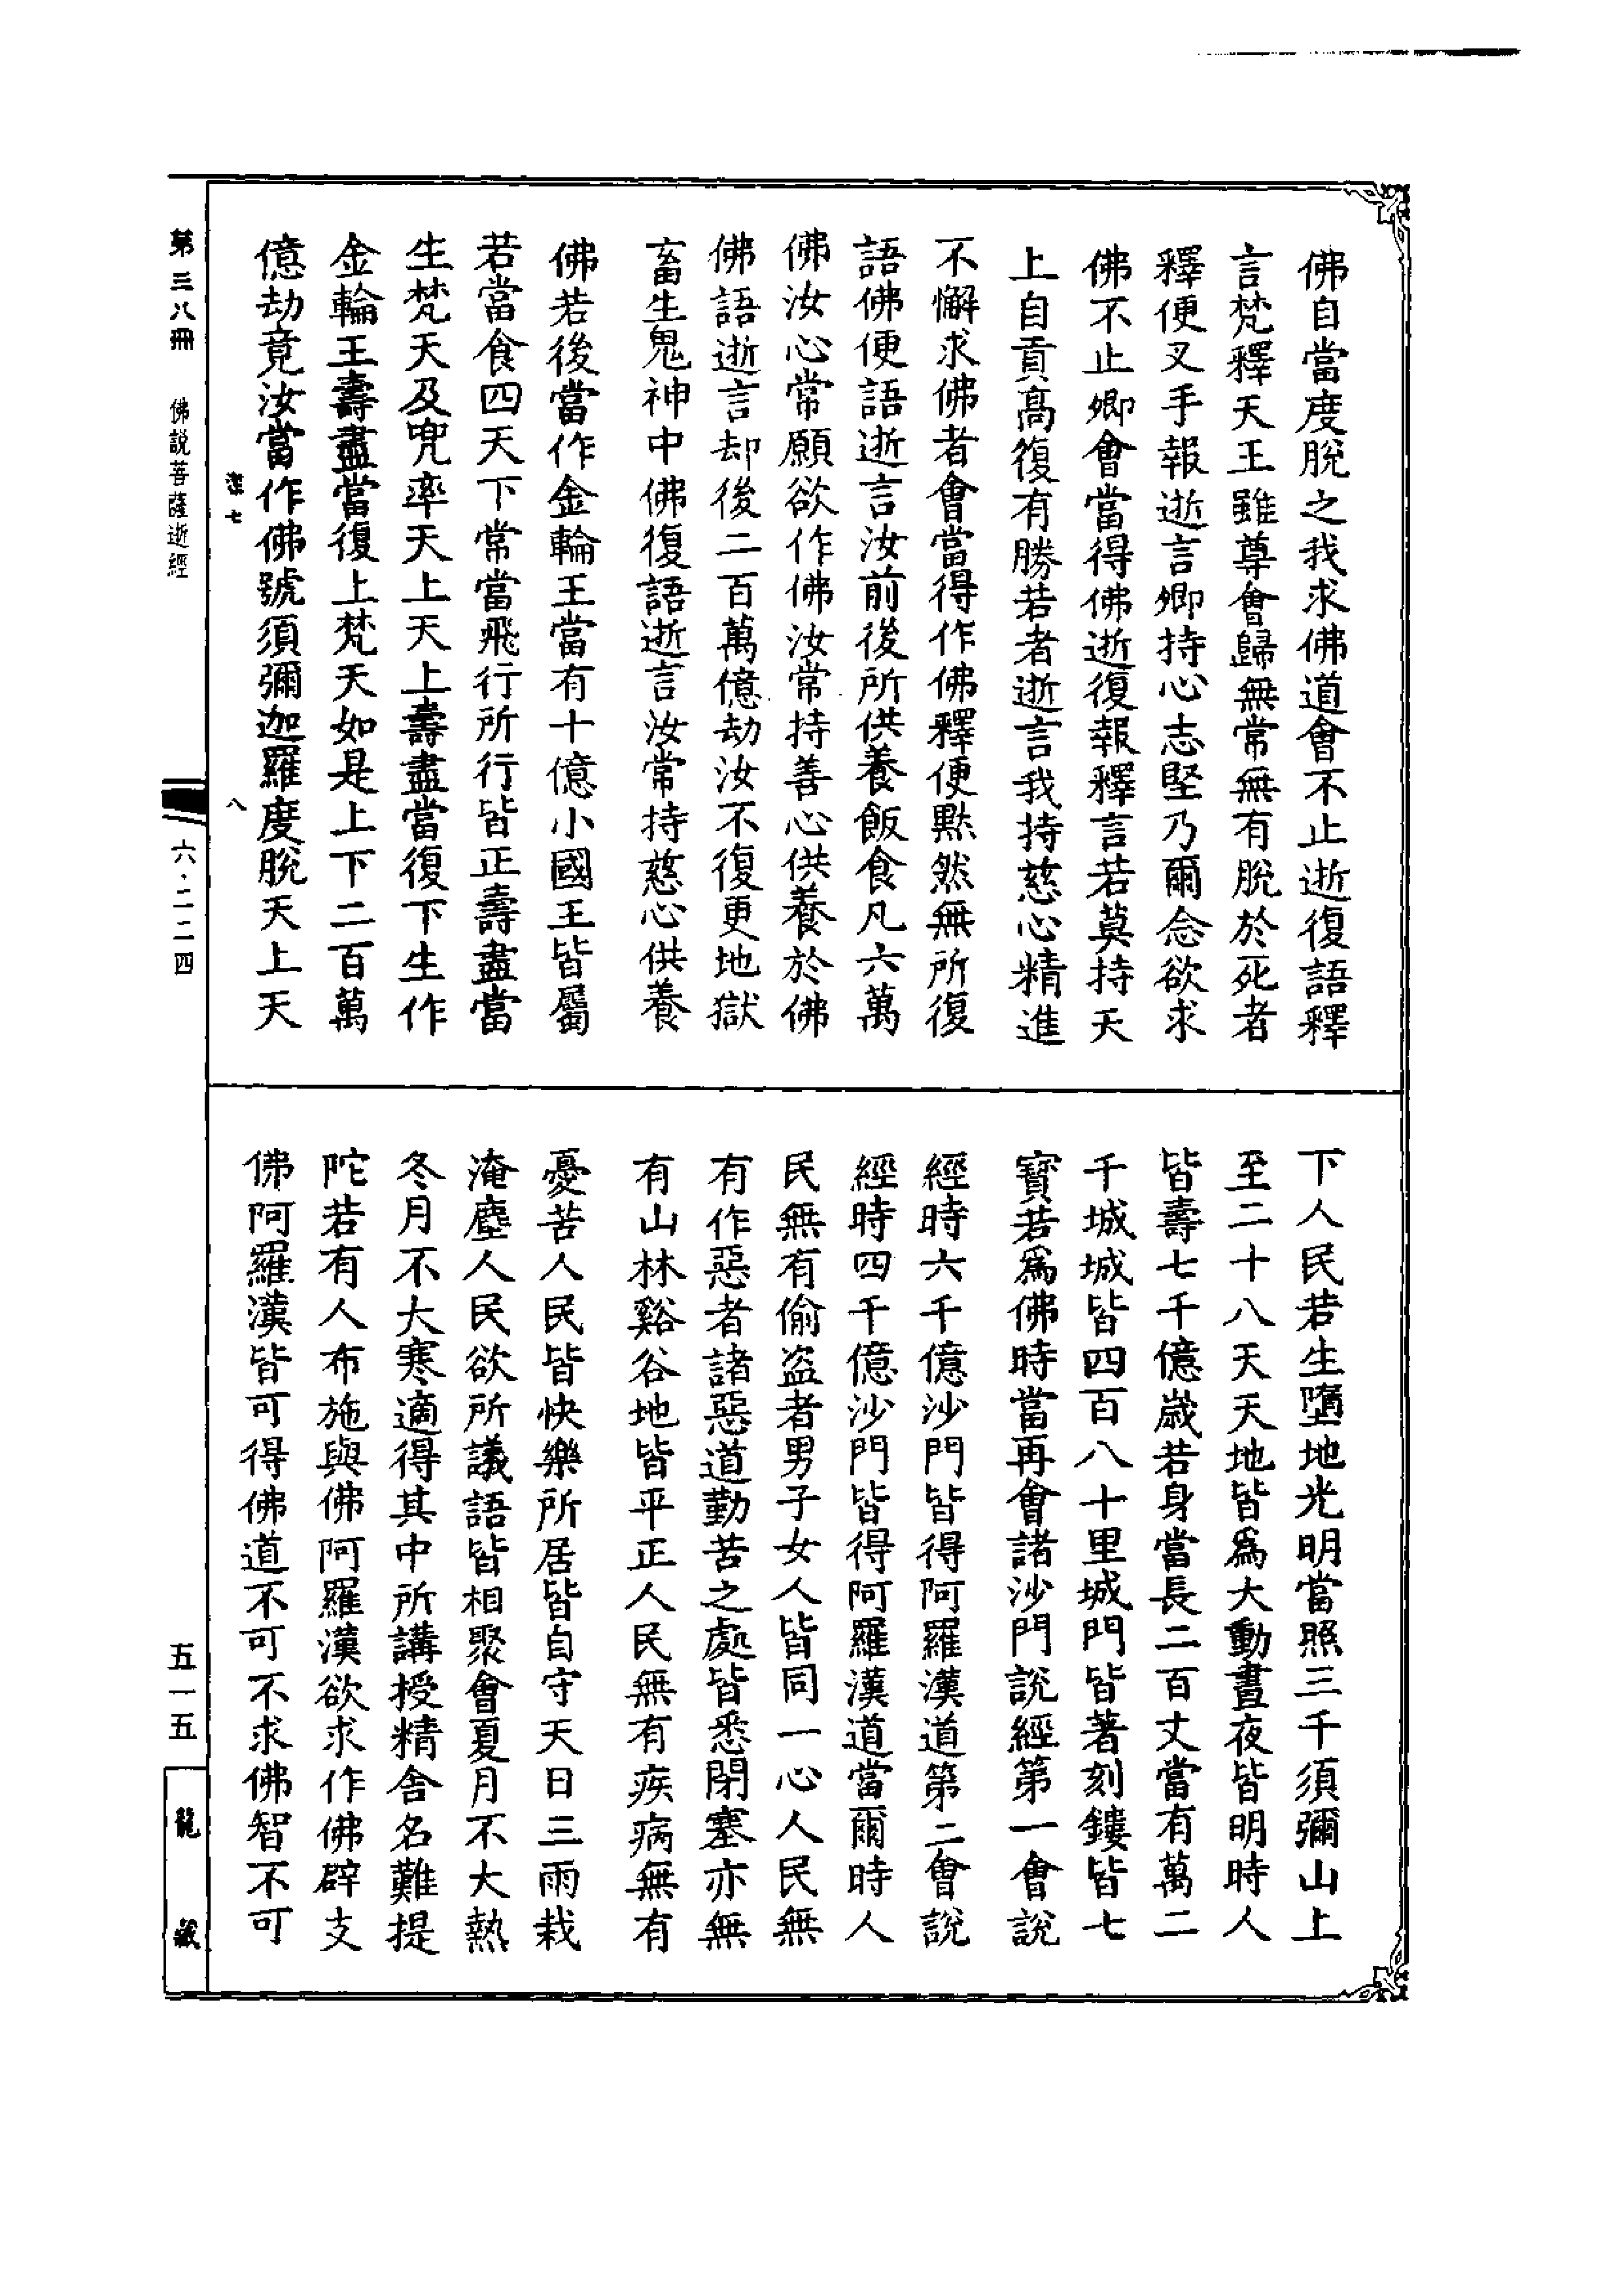 佛自當度脫之我求佛道會不止逝復語釋
言梵釋天王雖尊會歸無常無有脫於死者
釋便叉手報逝言卿持心志堅乃爾念欲求
佛不止卿會當得佛逝復報釋言若莫持天
上自貢高復有勝若者逝言我持慈心精進
不懈求佛者會當得作佛釋便默然無所復
語佛便語逝言汝前後所供養飯食凡六萬
佛汝心常願欲作佛汝常持善心供養於佛
佛語逝言却後二百萬億劫汝不復更地獄
畜生鬼神中佛復語逝言汝常持慈心供養
佛若後當作金輪王當有十億小國王皆屬
若當食四天下常當飛行所行皆正壽盡當
生梵天及兜率天上天上壽盡當復下生作
金輪王壽盡當復上梵天如是上下二百萬
億劫竟汝當作佛號須彌迦羅度脫天上天
下人民若生墮地光明當照三千須彌山上
至二十八天天地皆為大動晝夜皆明時人
皆壽七千億歲若身當長二百丈當有萬二
千城城皆四百八十里城門皆著刻鏤皆七
寶若為佛時當再會諸沙門說經第一會說
經時六千億沙門皆得阿羅漢道第二會說
經時四千億沙門皆得阿羅漢道當爾時人
民無有偷盜者男子女人皆同一心人民無
有作惡者諸惡道勤苦之處皆悉閉塞亦無
有山林谿谷地皆平正人民無有疾病無有
憂苦人民皆快樂所居皆自守天日三雨栽
淹塵人民欲所議語皆相聚會夏月不大熱
冬月不大寒適得其中所講授精舍名難提
陀若有人布施與佛阿羅漢欲求作佛辟支
佛阿羅漢皆可得佛道不可不求佛智不可
潔七
八
第三八冊
佛說菩薩逝經
六·二二四
五一五
龍藏